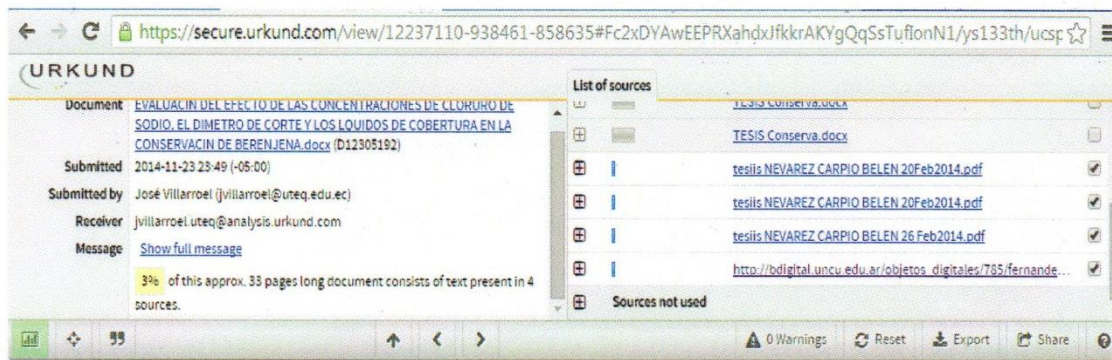 https://secure.urkund.com/view/12237110-938461-858635#Fc2xDYAwEEPRXahdxJfkkrAKYgQqSsTuflonN1/ys133th/ucsp
URKUND
List of sources
Document EVALUACIN DEL EFECTO DE LAS CONCENTRACIONES DE CLORURO DE
SODIO, EL DIMETRO DE CORTE Y LOS LQUIDOS DE COBERTURA EN LA
CONSERVACIN DE BERENJENA.docx (D12305192)
Submitted 2014-11-23 23:49 (-05:00)
Submitted by José Villarroel (jvillarroel@uteq.edu.ec)
Receiver jvillarroel.uteq@analysis.urkund.com
Message Show full message
3% of this approx. 33 pages long document consists of text present in 4
sources.
TESIS Conserva.docx
TESIS Conserva.docx
tesiis NEVAREZ CARPIO BELEN 20Feb2014.pdf
tesiis NEVAREZ CARPIO BELEN 20Feb2014.pdf
tesiis NEVAREZ CARPIO BELEN 26 Feb2014.pdf
http://bdigital.uncu.edu.ar/objetos_digitales/785/fernande...
Sources not used
0 Warnings Reset Export Share